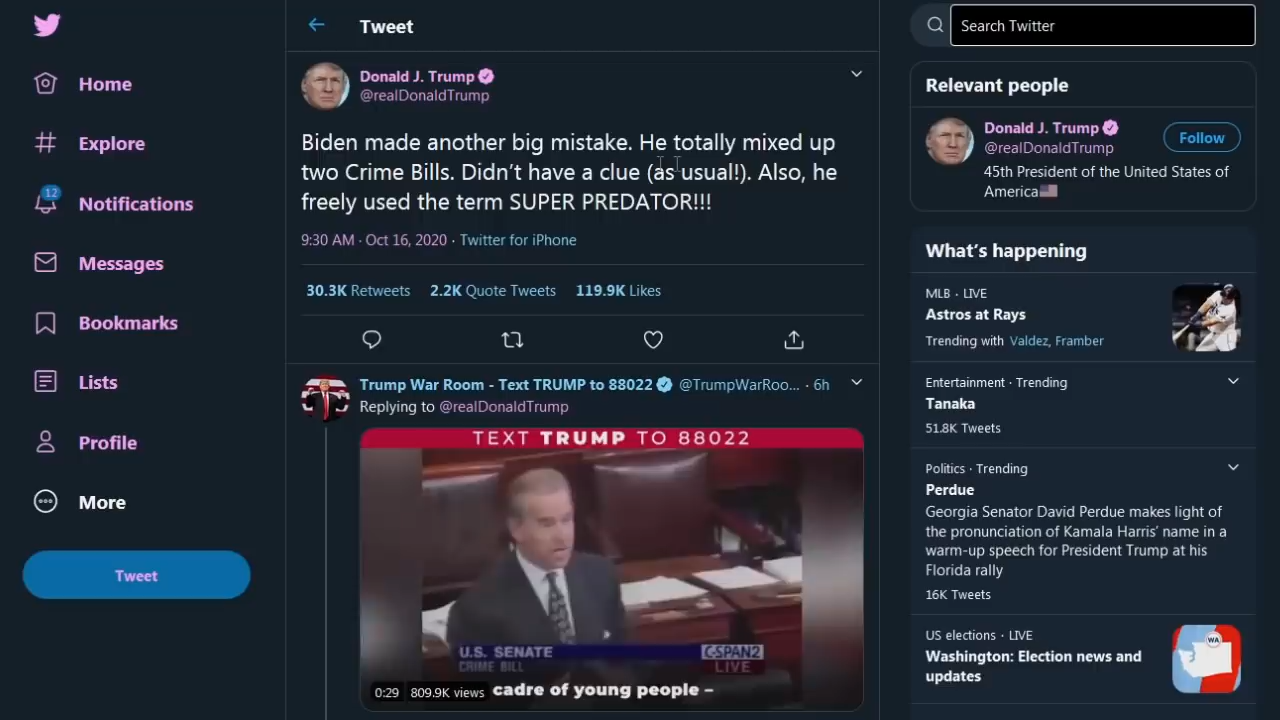 Home
Explore
12
Notifications
Messages
Bookmarks
Lists
Profile
More
Tweet
Tweet
Donald J. Trump
@realDonaldTrump
Biden made another big mistake. He totally mixed up
two Crime Bills. Didn’t have a clue (as usual!). Also, he
freely used the term SUPER PREDATOR!!!
9:30 AM · Oct 16, 2020 · Twitter for iPhone
30.3K Retweets 2.2K Quote Tweets 119.9K Likes
Trump War Room - Text TRUMP to 88022 @TrumpWarRoo... · 6h
Replying to @realDonaldTrump
TEXT TRUMP TO 88022
U.S. SENATE
CRIME BILL
C-SPAN2
LIVE
0:29 809.9K views
cadre of young people –
Search Twitter
Relevant people
Donald J. Trump
@realDonaldTrump
Follow
45th President of the United States of
America
What’s happening
MLB · LIVE
Astros at Rays
Trending with Valdez, Framber
Entertainment · Trending
Tanaka
51.8K Tweets
Politics · Trending
Perdue
Georgia Senator David Perdue makes light of
the pronunciation of Kamala Harris’ name in a
warm-up speech for President Trump at his
Florida rally
16K Tweets
US elections · LIVE
Washington: Election news and
updates
WA